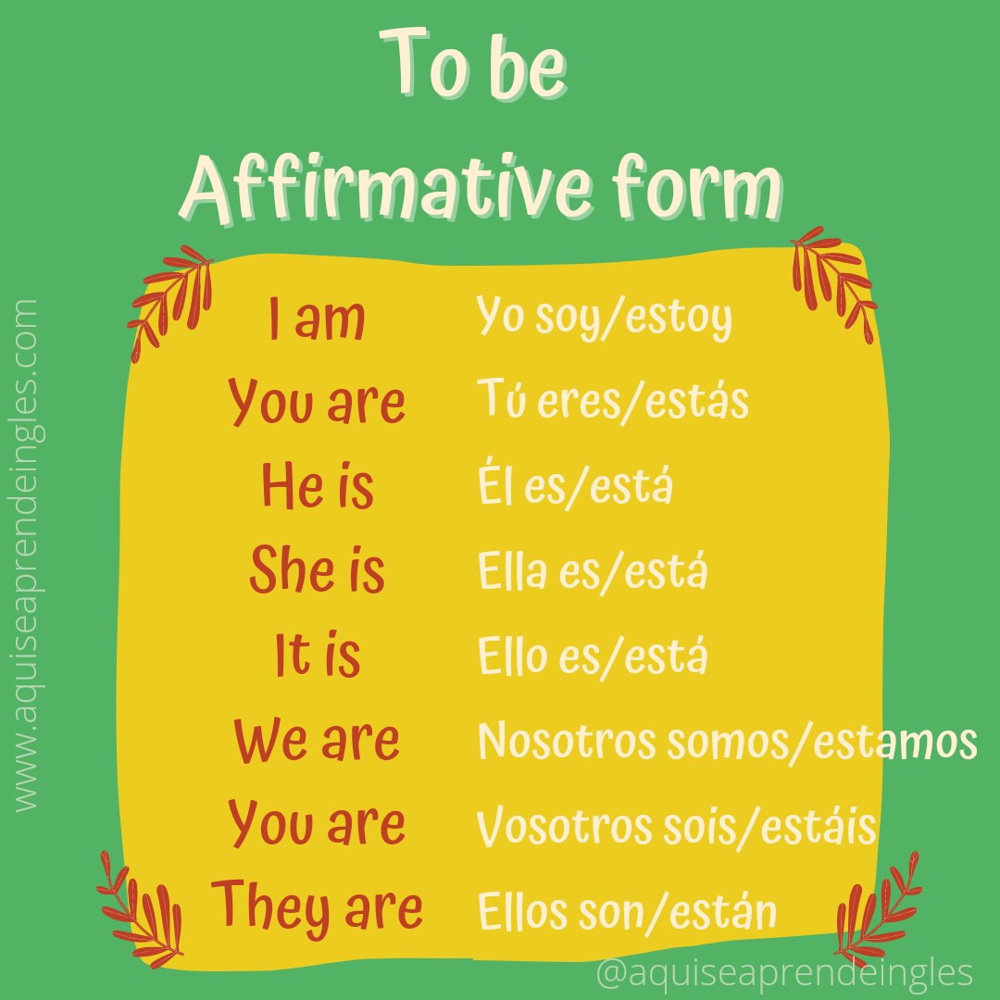 To be
Affirmative form
I am Yo soy/estoy
You are Tú eres/estás
He is Él es/está
She is Ella es/está
It is Ello es/está
We are Nosotros somos/estamos
You are Vosotros sois/estáis
They are Ellos son/están
www.aquiseaprendeingles.com
@aquiseaprendeingles